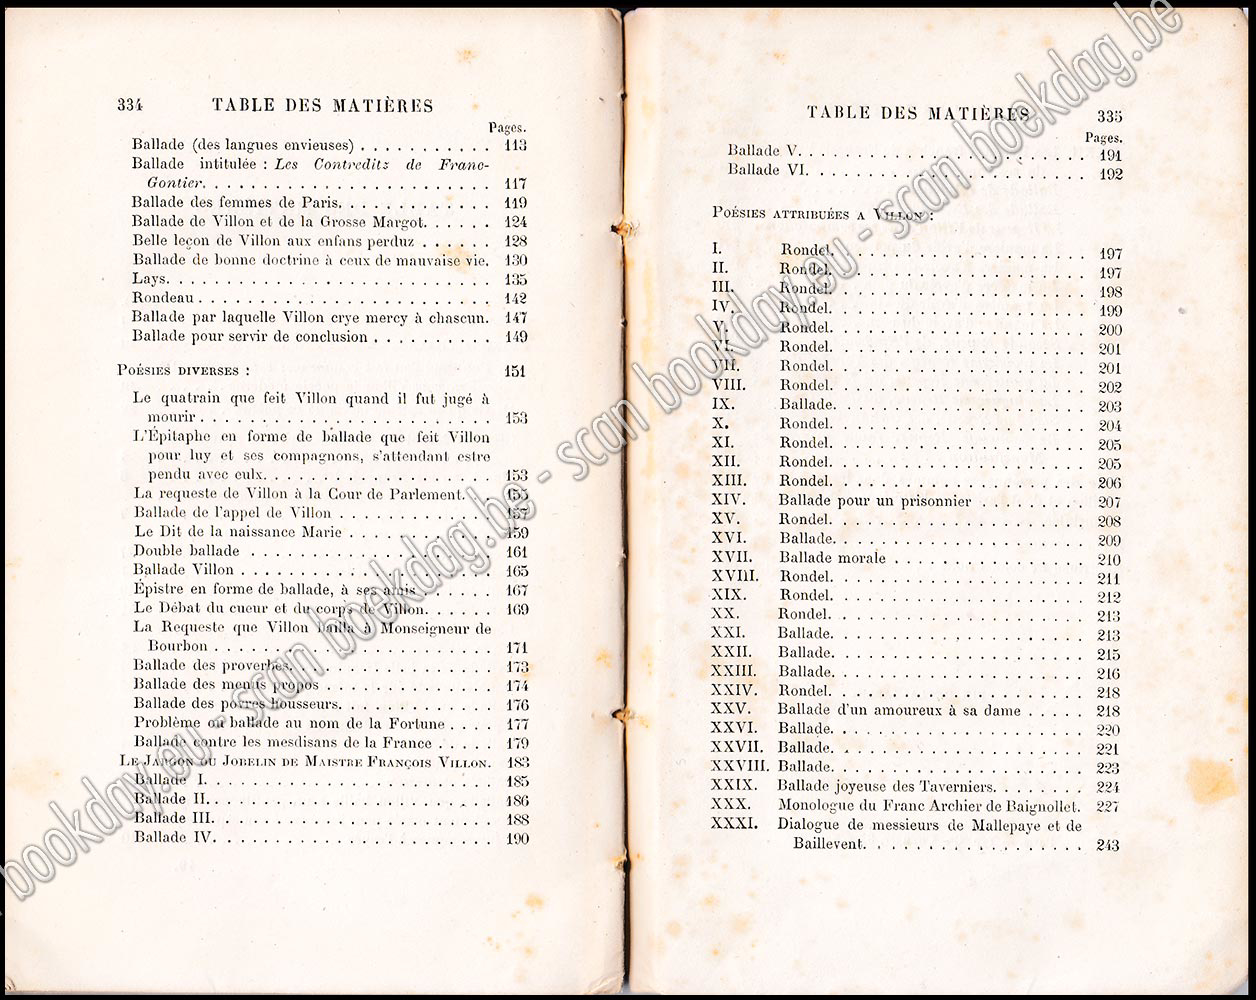 334 TABLE DES MATIÈRES
Pages.
Ballade (des langues envieuses) . . . . . . . . . . . 113
Ballade intitulée : Les Contreditz de Franc-
Gontier. . . . . . . . . . . . . . . . . . . . . . . . 117
Ballade des femmes de Paris. . . . . . . . . . . . . 119
Ballade de Villon et de la Grosse Margot. . . . . . 124
Belle leçon de Villon aux enfans perduz . . . . . . 128
Ballade de bonne doctrine à ceux de mauvaise vie. 130
Lays. . . . . . . . . . . . . . . . . . . . . . . . . . 135
Rondeau . . . . . . . . . . . . . . . . . . . . . . . 142
Ballade par laquelle Villon crye mercy à chascun. 147
Ballade pour servir de conclusion . . . . . . . . . . 149
POÉSIES DIVERSES : 151
Le quatrain que feit Villon quand il fut jugé à
mourir . . . . . . . . . . . . . . . . . . . . . . . 153
L'Épitaphe en forme de ballade que feit Villon
pour luy et ses compagnons, s'attendant estre
pendu avec eulx. . . . . . . . . . . . . . . . . . . 153
La requeste de Villon à la Cour de Parlement. . . 155
Ballade de l'appel de Villon . . . . . . . . . . . . . 157
Le Dit de la naissance Marie . . . . . . . . . . . . 159
Double ballade . . . . . . . . . . . . . . . . . . . 161
Ballade Villon . . . . . . . . . . . . . . . . . . . . 165
Épistre en forme de ballade, à ses amis . . . . . . 167
Le Débat du cueur et du corps de Villon. . . . . . 169
La Requeste que Villon bailla à Monseigneur de
Bourbon . . . . . . . . . . . . . . . . . . . . . . 171
Ballade des proverbes. . . . . . . . . . . . . . . . 173
Ballade des menus propos . . . . . . . . . . . . . . 174
Ballade des povres housseurs. . . . . . . . . . . . . 176
Problème ou ballade au nom de la Fortune . . . . 177
Ballade contre les mesdisans de la France . . . . . 179
LE JARGON OU JOBELIN DE MAISTRE FRANÇOIS VILLON. 183
Ballade I. . . . . . . . . . . . . . . . . . . . . . . 185
Ballade II. . . . . . . . . . . . . . . . . . . . . . . 186
Ballade III. . . . . . . . . . . . . . . . . . . . . . 188
Ballade IV. . . . . . . . . . . . . . . . . . . . . . 190
TABLE DES MATIÈRES 335
Pages.
Ballade V. . . . . . . . . . . . . . . . . . . . . . . 191
Ballade VI. . . . . . . . . . . . . . . . . . . . . . 192
POÉSIES ATTRIBUÉES A VILLON :
I. Rondel. . . . . . . . . . . . . . . . . . . 197
II. Rondel. . . . . . . . . . . . . . . . . . . 197
III. Rondel. . . . . . . . . . . . . . . . . . . 198
IV. Rondel. . . . . . . . . . . . . . . . . . . 199
V. Rondel. . . . . . . . . . . . . . . . . . . 200
VI. Rondel. . . . . . . . . . . . . . . . . . . 201
VII. Rondel. . . . . . . . . . . . . . . . . . . 201
VIII. Rondel. . . . . . . . . . . . . . . . . . . 202
IX. Ballade. . . . . . . . . . . . . . . . . . . 203
X. Rondel. . . . . . . . . . . . . . . . . . . 204
XI. Rondel. . . . . . . . . . . . . . . . . . . 205
XII. Rondel. . . . . . . . . . . . . . . . . . . 205
XIII. Rondel. . . . . . . . . . . . . . . . . . . 206
XIV. Ballade pour un prisonnier . . . . . . . . 207
XV. Rondel. . . . . . . . . . . . . . . . . . . 208
XVI. Ballade. . . . . . . . . . . . . . . . . . . 209
XVII. Ballade morale . . . . . . . . . . . . . . 210
XVIII. Rondel. . . . . . . . . . . . . . . . . . . 211
XIX. Rondel. . . . . . . . . . . . . . . . . . . 212
XX. Rondel. . . . . . . . . . . . . . . . . . . 213
XXI. Ballade. . . . . . . . . . . . . . . . . . . 213
XXII. Ballade. . . . . . . . . . . . . . . . . . . 215
XXIII. Ballade. . . . . . . . . . . . . . . . . . . 216
XXIV. Rondel. . . . . . . . . . . . . . . . . . . 218
XXV. Ballade d'un amoureux à sa dame . . . . . 218
XXVI. Ballade. . . . . . . . . . . . . . . . . . . 220
XXVII. Ballade. . . . . . . . . . . . . . . . . . . 221
XXVIII. Ballade. . . . . . . . . . . . . . . . . . . 223
XXIX. Ballade joyeuse des Taverniers. . . . . . . 224
XXX. Monologue du Franc Archier de Baignollet. 227
XXXI. Dialogue de messieurs de Mallepaye et de
Baillevent. . . . . . . . . . . . . . . . . 243
bookday.eu - scan boekdag.be - scan bookday.eu - scan boekdag.be